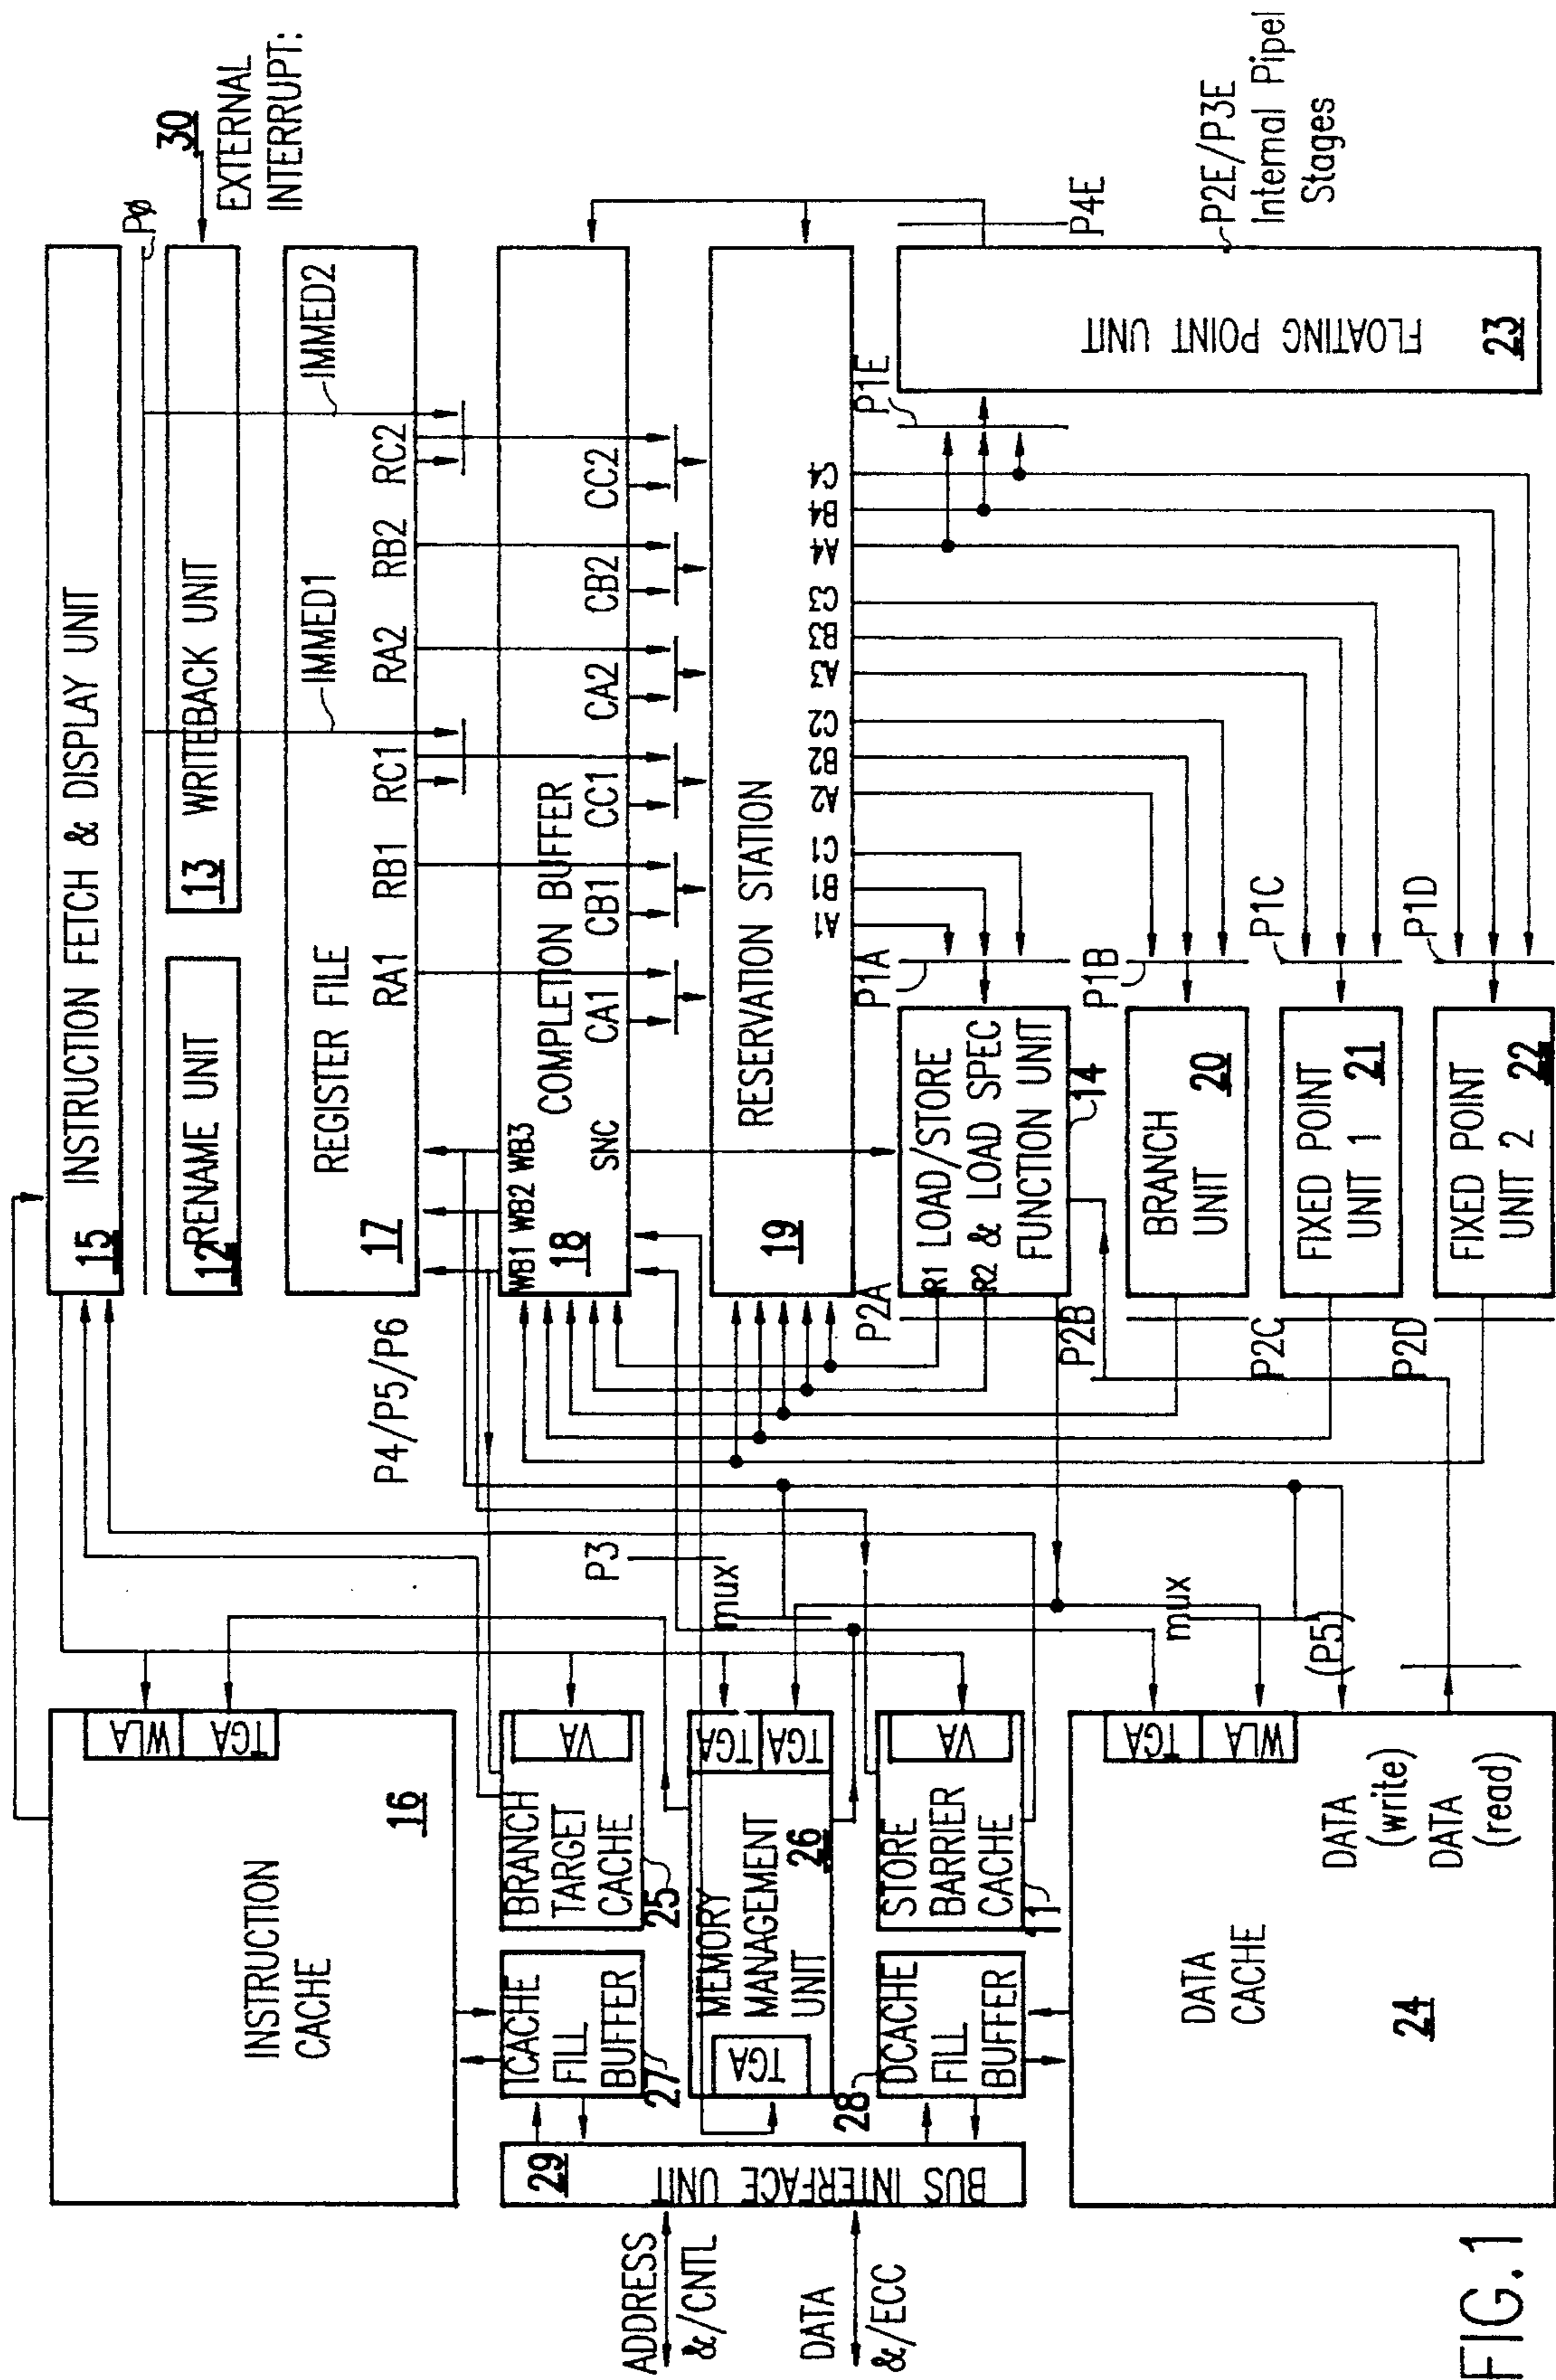 INSTRUCTION
CACHE
16
WLA
TGA
INSTRUCTION FETCH & DISPLAY UNIT
15
PØ
30
EXTERNAL
INTERRUPT:
RENAME UNIT
12
13
WRITEBACK UNIT
REGISTER FILE
17
IMMED1
IMMED2
RA1
RB1
RC1
RA2
RB2
RC2
P4/P5/P6
WB1
WB2
WB3
COMPLETION BUFFER
18
SNC
CA1
CB1
CC1
CA2
CB2
CC2
RESERVATION STATION
19
A1
B1
C1
A2
B2
C2
A3
B3
C3
A4
B4
C4
P1E
P4E
FLOATING POINT UNIT
23
P2E/P3E
Internal Pipel
Stages
P2A
P1A
R1
R2
LOAD/STORE
& LOAD SPEC
FUNCTION UNIT
14
P2B
P1B
BRANCH
UNIT
20
P2C
P1C
FIXED POINT
UNIT 1
21
P2D
P1D
FIXED POINT
UNIT 2
22
BRANCH
TARGET
CACHE
VA
25
ICACHE
FILL
BUFFER
27
MEMORY
MANAGEMENT
UNIT
26
TGA
TGA
TGA
P3
mux
STORE
BARRIER
CACHE
VA
DCACHE
FILL
BUFFER
28
29
BUS INTERFACE UNIT
ADDRESS
&/CNTL
DATA
&/ECC
mux
(P5)
TGA
WLA
DATA
(write)
DATA
(read)
DATA
CACHE
24
FIG. 1